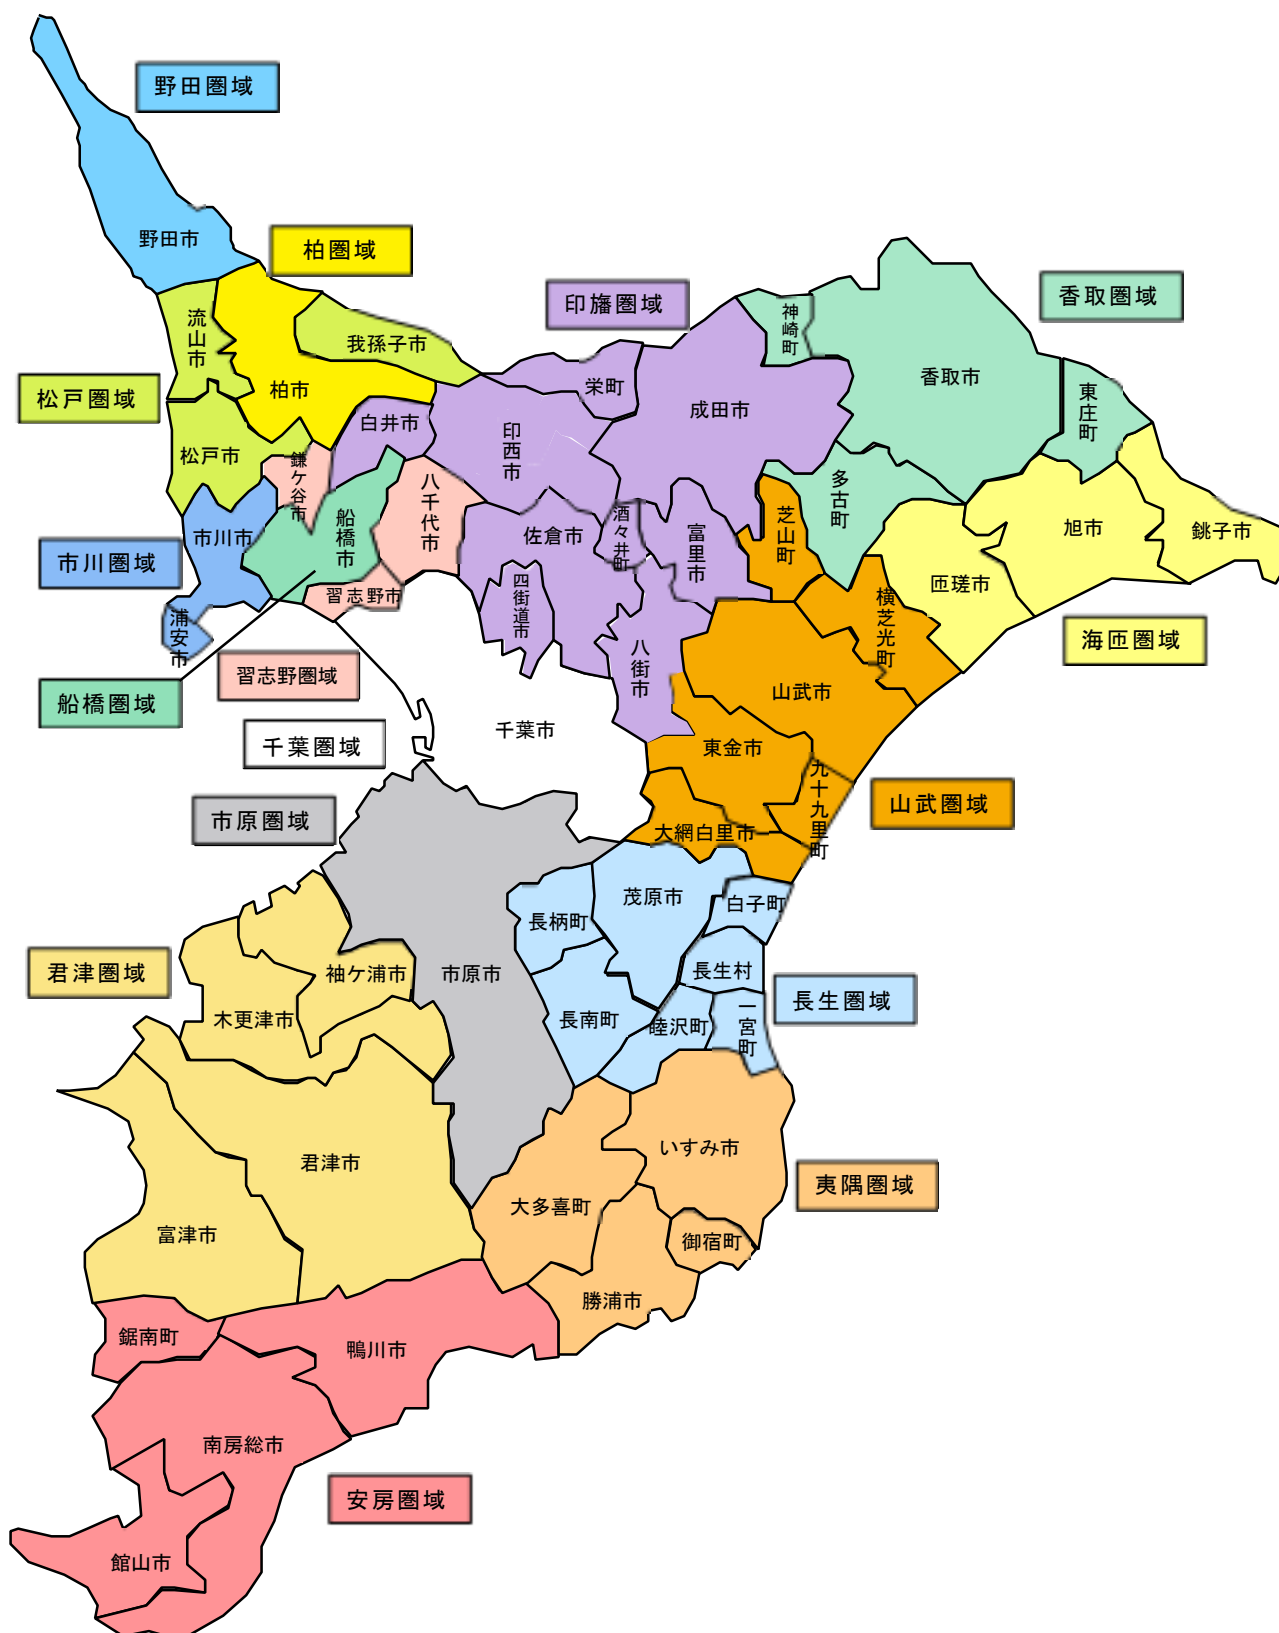 野田圏域
野田市
柏圏域
印旛圏域
香取圏域
流山市
我孫子市
神崎町
香取市
松戸圏域
柏市
栄町
成田市
東庄町
白井市
印西市
松戸市
鎌ケ谷市
八千代市
多古町
船橋市
酒々井町
芝山町
旭市
銚子市
市川市
佐倉市
富里市
市川圏域
四街道市
匝瑳市
習志野市
横芝光町
浦安市
八街市
海匝圏域
習志野圏域
船橋圏域
山武市
千葉市
千葉圏域
東金市
九十九里町
山武圏域
市原圏域
大網白里市
茂原市
白子町
長柄町
君津圏域
袖ケ浦市
市原市
長生村
長生圏域
木更津市
長南町
睦沢町
一宮町
いすみ市
君津市
夷隅圏域
大多喜町
富津市
御宿町
勝浦市
鋸南町
鴨川市
南房総市
安房圏域
館山市